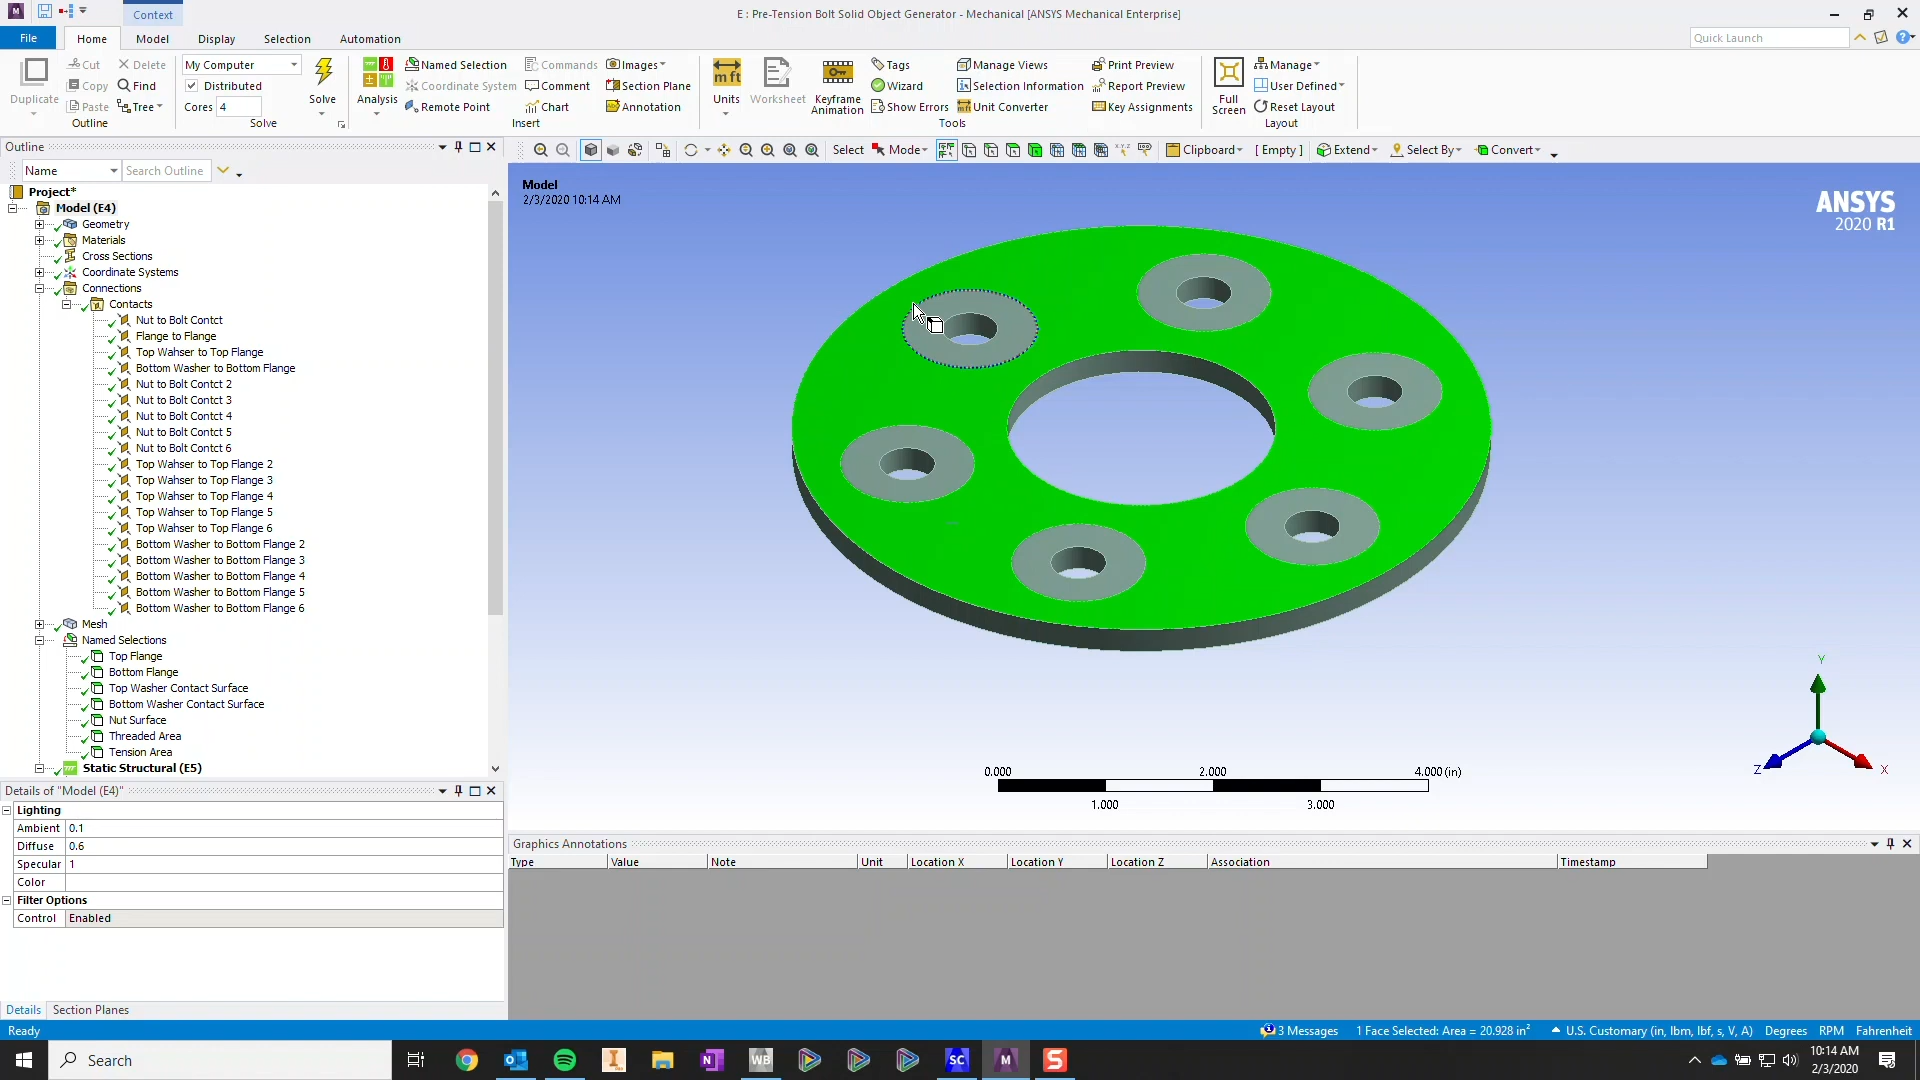 Context
E : Pre-Tension Bolt Solid Object Generator - Mechanical [ANSYS Mechanical Enterprise]
File Home Model Display Selection Automation
Quick Launch
Duplicate
Cut
Delete
Copy
Find
Paste
Tree
Outline
My Computer
Distributed
Cores 4
Solve
Solve
Analysis
Named Selection
Coordinate System
Remote Point
Commands
Comment
Chart
Images
Section Plane
Annotation
Insert
Units
Worksheet
Keyframe
Animation
Tags
Wizard
Show Errors
Manage Views
Selection Information
Unit Converter
Print Preview
Report Preview
Key Assignments
Tools
Full
Screen
Manage
User Defined
Reset Layout
Layout
Outline
Name Search Outline
Select Mode Clipboard [ Empty ] Extend Select By Convert
Project*
Model (E4)
Geometry
Materials
Cross Sections
Coordinate Systems
Connections
Contacts
Nut to Bolt Contct
Flange to Flange
Top Wahser to Top Flange
Bottom Washer to Bottom Flange
Nut to Bolt Contct 2
Nut to Bolt Contct 3
Nut to Bolt Contct 4
Nut to Bolt Contct 5
Nut to Bolt Contct 6
Top Wahser to Top Flange 2
Top Wahser to Top Flange 3
Top Wahser to Top Flange 4
Top Wahser to Top Flange 5
Top Wahser to Top Flange 6
Bottom Washer to Bottom Flange 2
Bottom Washer to Bottom Flange 3
Bottom Washer to Bottom Flange 4
Bottom Washer to Bottom Flange 5
Bottom Washer to Bottom Flange 6
Mesh
Named Selections
Top Flange
Bottom Flange
Top Washer Contact Surface
Bottom Washer Contact Surface
Nut Surface
Threaded Area
Tension Area
Static Structural (E5)
Details of "Model (E4)"
Lighting
Ambient 0.1
Diffuse 0.6
Specular 1
Color
Filter Options
Control Enabled
Details Section Planes
Model
2/3/2020 10:14 AM
ANSYS
2020 R1
Y
Z
X
0.000 2.000 4.000 (in)
1.000 3.000
Graphics Annotations
Type Value Note Unit Location X Location Y Location Z Association Timestamp
Ready
3 Messages 1 Face Selected: Area = 20.928 in² U.S. Customary (in, lbm, lbf, s, V, A) Degrees RPM Fahrenheit
Search
WB
SC
M
S
10:14 AM
2/3/2020